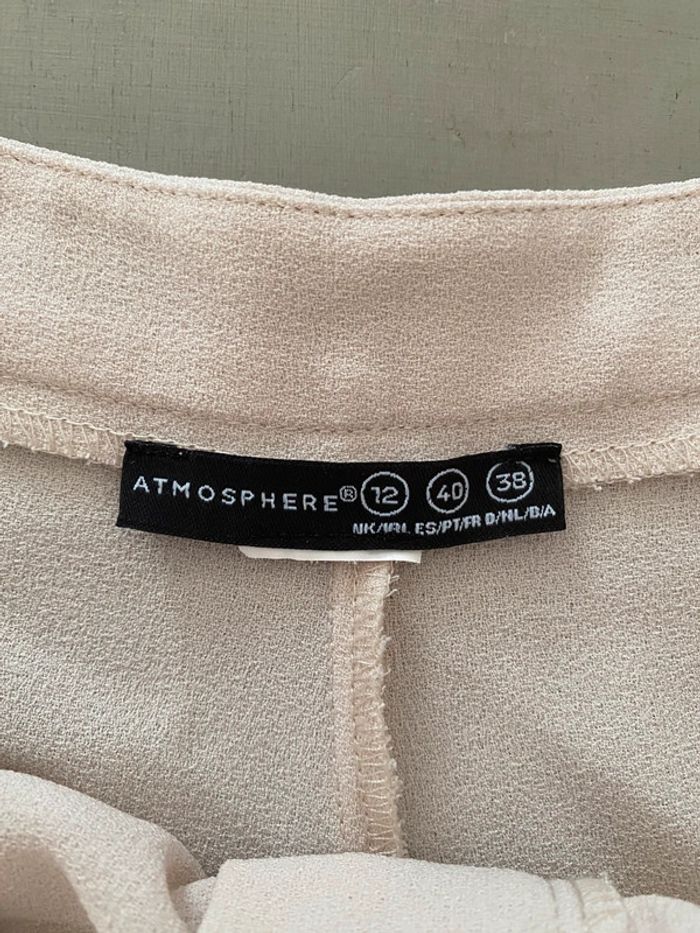 ATMOSPHERE® 12 40 38
UK/IRL ES/PT/FR D/NL/B/A